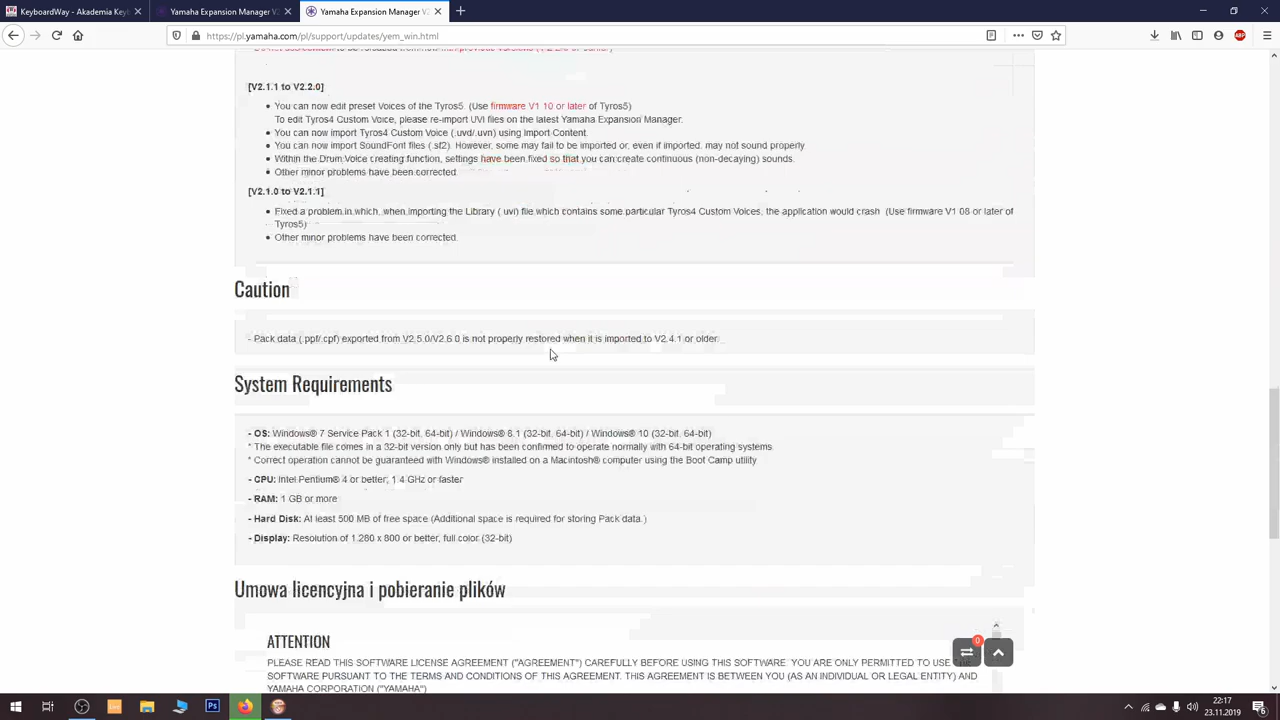 KeyboardWay - Akademia Keyb
Yamaha Expansion Manager V2
Yamaha Expansion Manager V2
https://pl.yamaha.com/pl/support/updates/yem_win.html
[V2.1.1 to V2.2.0]
You can now edit preset Voices of the Tyros5. (Use firmware V1.10 or later of Tyros5)
To edit Tyros4 Custom Voice, please re-import UVI files on the latest Yamaha Expansion Manager.
You can now import Tyros4 Custom Voice (.uvd/.uvn) using Import Content.
You can now import SoundFont files (.sf2). However, some may fail to be imported or, even if imported, may not sound properly
Within the Drum Voice creating function, settings have been fixed so that you can create continuous (non-decaying) sounds.
Other minor problems have been corrected.
[V2.1.0 to V2.1.1]
Fixed a problem in which, when importing the Library (.uvi) file which contains some particular Tyros4 Custom Voices, the application would crash. (Use firmware V1.08 or later of
Tyros5)
Other minor problems have been corrected.
Caution
- Pack data (.ppf/.cpf) exported from V2.5.0/V2.6.0 is not properly restored when it is imported to V2.4.1 or older.
System Requirements
- OS: Windows® 7 Service Pack 1 (32-bit, 64-bit) / Windows® 8.1 (32-bit, 64-bit) / Windows® 10 (32-bit, 64-bit)
* The executable file comes in a 32-bit version only but has been confirmed to operate normally with 64-bit operating systems
* Correct operation cannot be guaranteed with Windows® installed on a Macintosh® computer using the Boot Camp utility
- CPU: Intel Pentium® 4 or better; 1.4 GHz or faster
- RAM: 1 GB or more
- Hard Disk: At least 500 MB of free space (Additional space is required for storing Pack data.)
- Display: Resolution of 1,280 x 800 or better, full color (32-bit)
Umowa licencyjna i pobieranie plików
ATTENTION
0
PLEASE READ THIS SOFTWARE LICENSE AGREEMENT ("AGREEMENT") CAREFULLY BEFORE USING THIS SOFTWARE. YOU ARE ONLY PERMITTED TO USE
SOFTWARE PURSUANT TO THE TERMS AND CONDITIONS OF THIS AGREEMENT. THIS AGREEMENT IS BETWEEN YOU (AS AN INDIVIDUAL OR LEGAL ENTITY) AND
YAMAHA CORPORATION ("YAMAHA")
Ps
22:17
23.11.2019
6